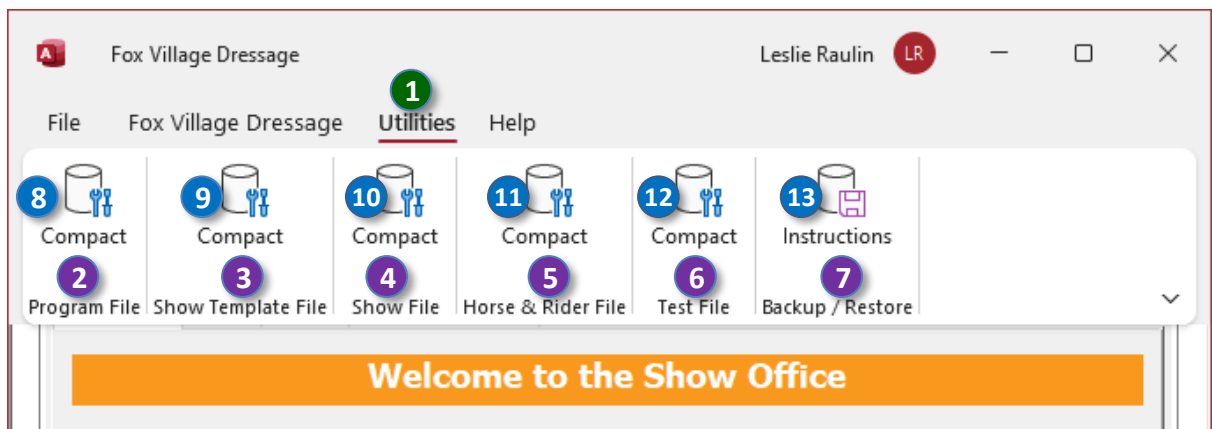 A Fox Village Dressage Leslie Raulin LR
1
File Fox Village Dressage Utilities Help
8 9 10 11 12 13
Compact Compact Compact Compact Compact Instructions
2 3 4 5 6 7
Program File Show Template File Show File Horse & Rider File Test File Backup / Restore
Welcome to the Show Office